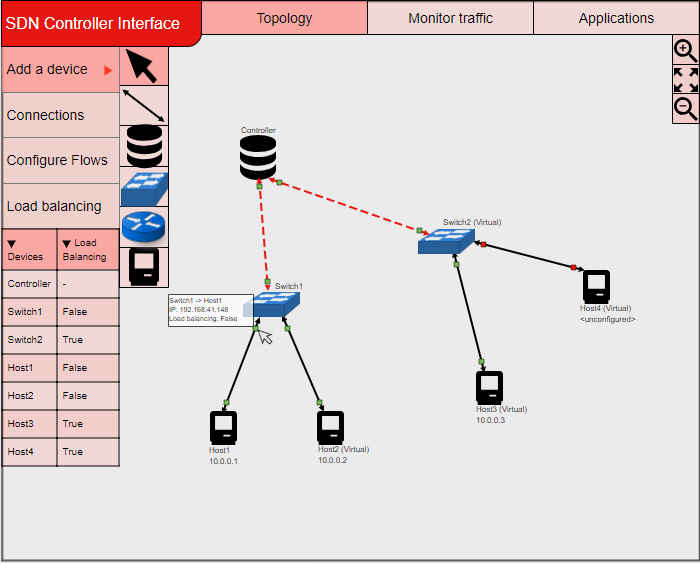 SDN Controller Interface
Topology
Monitor traffic
Applications
Add a device
Connections
Configure Flows
Load balancing
Devices
Load Balancing
Controller -
Switch1 False
Switch2 True
Host1 False
Host2 False
Host3 True
Host4 True
Controller
Switch2 (Virtual)
Switch1
Switch1 -> Host1
IP: 192.168.41.148
Load balancing: False
Host4 (Virtual)
<unconfigured>
Host3 (Virtual)
10.0.0.3
Host1
10.0.0.1
Host2 (Virtual)
10.0.0.2